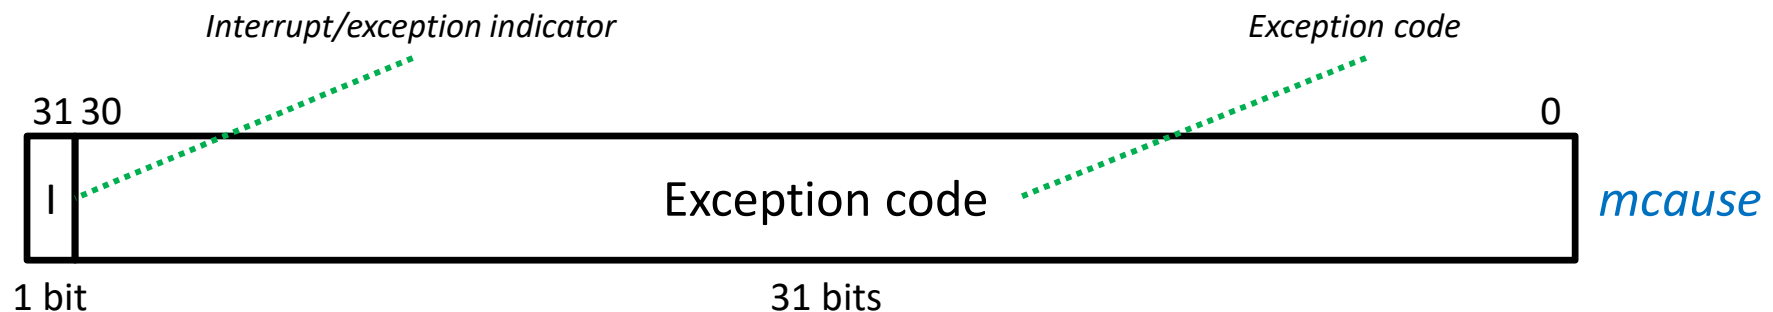 Interrupt/exception indicator
Exception code
31 30
0
I
Exception code
mcause
1 bit
31 bits